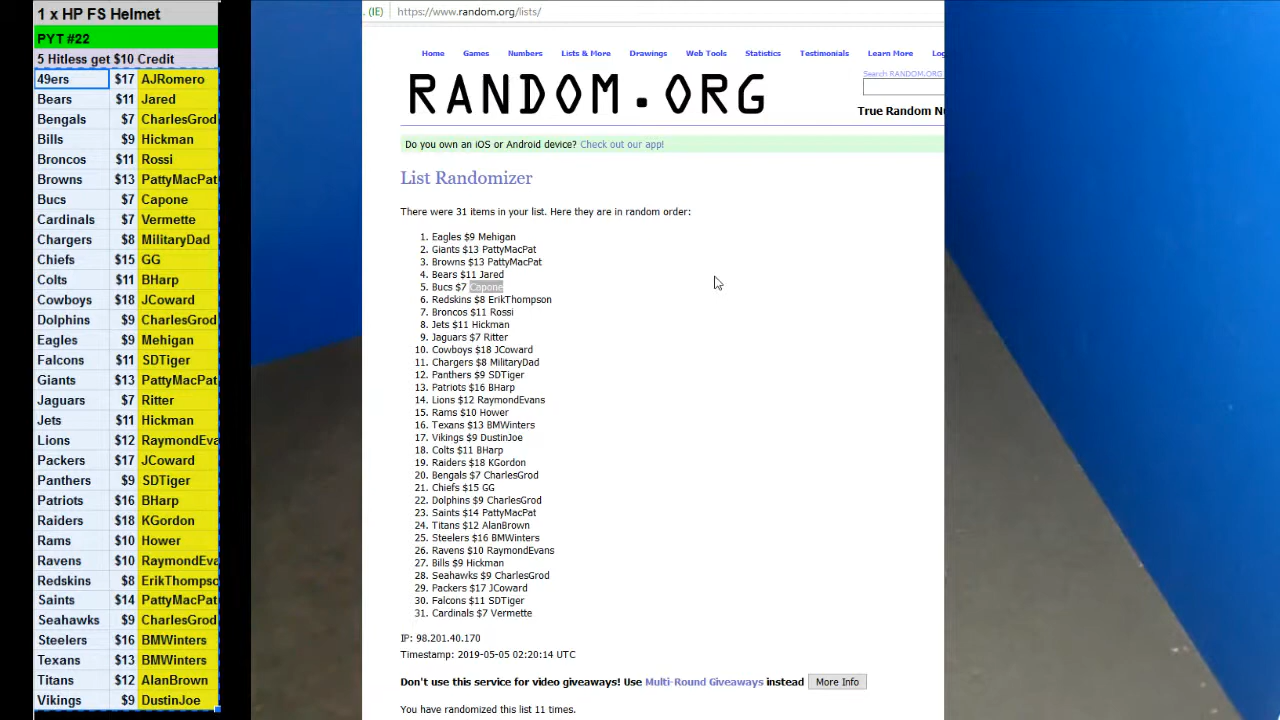 1 x HP FS Helmet
PYT #22
5 Hitless get $10 Credit
49ers $17 AJRomero
Bears $11 Jared
Bengals $7 CharlesGrod
Bills $9 Hickman
Broncos $11 Rossi
Browns $13 PattyMacPat
Bucs $7 Capone
Cardinals $7 Vermette
Chargers $8 MilitaryDad
Chiefs $15 GG
Colts $11 BHarp
Cowboys $18 JCoward
Dolphins $9 CharlesGrod
Eagles $9 Mehigan
Falcons $11 SDTiger
Giants $13 PattyMacPat
Jaguars $7 Ritter
Jets $11 Hickman
Lions $12 RaymondEva
Packers $17 JCoward
Panthers $9 SDTiger
Patriots $16 BHarp
Raiders $18 KGordon
Rams $10 Hower
Ravens $10 RaymondEva
Redskins $8 ErikThompso
Saints $14 PattyMacPat
Seahawks $9 CharlesGrod
Steelers $16 BMWinters
Texans $13 BMWinters
Titans $12 AlanBrown
Vikings $9 DustinJoe
. (IE) https://www.random.org/lists/
Home Games Numbers Lists & More Drawings Web Tools Statistics Testimonials Learn More Log
RANDOM.ORG
Search RANDOM.ORG
True Random N
Do you own an iOS or Android device? Check out our app!
List Randomizer
There were 31 items in your list. Here they are in random order:
1. Eagles $9 Mehigan
2. Giants $13 PattyMacPat
3. Browns $13 PattyMacPat
4. Bears $11 Jared
5. Bucs $7 Capone
6. Redskins $8 ErikThompson
7. Broncos $11 Rossi
8. Jets $11 Hickman
9. Jaguars $7 Ritter
10. Cowboys $18 JCoward
11. Chargers $8 MilitaryDad
12. Panthers $9 SDTiger
13. Patriots $16 BHarp
14. Lions $12 RaymondEvans
15. Rams $10 Hower
16. Texans $13 BMWinters
17. Vikings $9 DustinJoe
18. Colts $11 BHarp
19. Raiders $18 KGordon
20. Bengals $7 CharlesGrod
21. Chiefs $15 GG
22. Dolphins $9 CharlesGrod
23. Saints $14 PattyMacPat
24. Titans $12 AlanBrown
25. Steelers $16 BMWinters
26. Ravens $10 RaymondEvans
27. Bills $9 Hickman
28. Seahawks $9 CharlesGrod
29. Packers $17 JCoward
30. Falcons $11 SDTiger
31. Cardinals $7 Vermette
IP: 98.201.40.170
Timestamp: 2019-05-05 02:20:14 UTC
Don't use this service for video giveaways! Use Multi-Round Giveaways instead More Info
You have randomized this list 11 times.